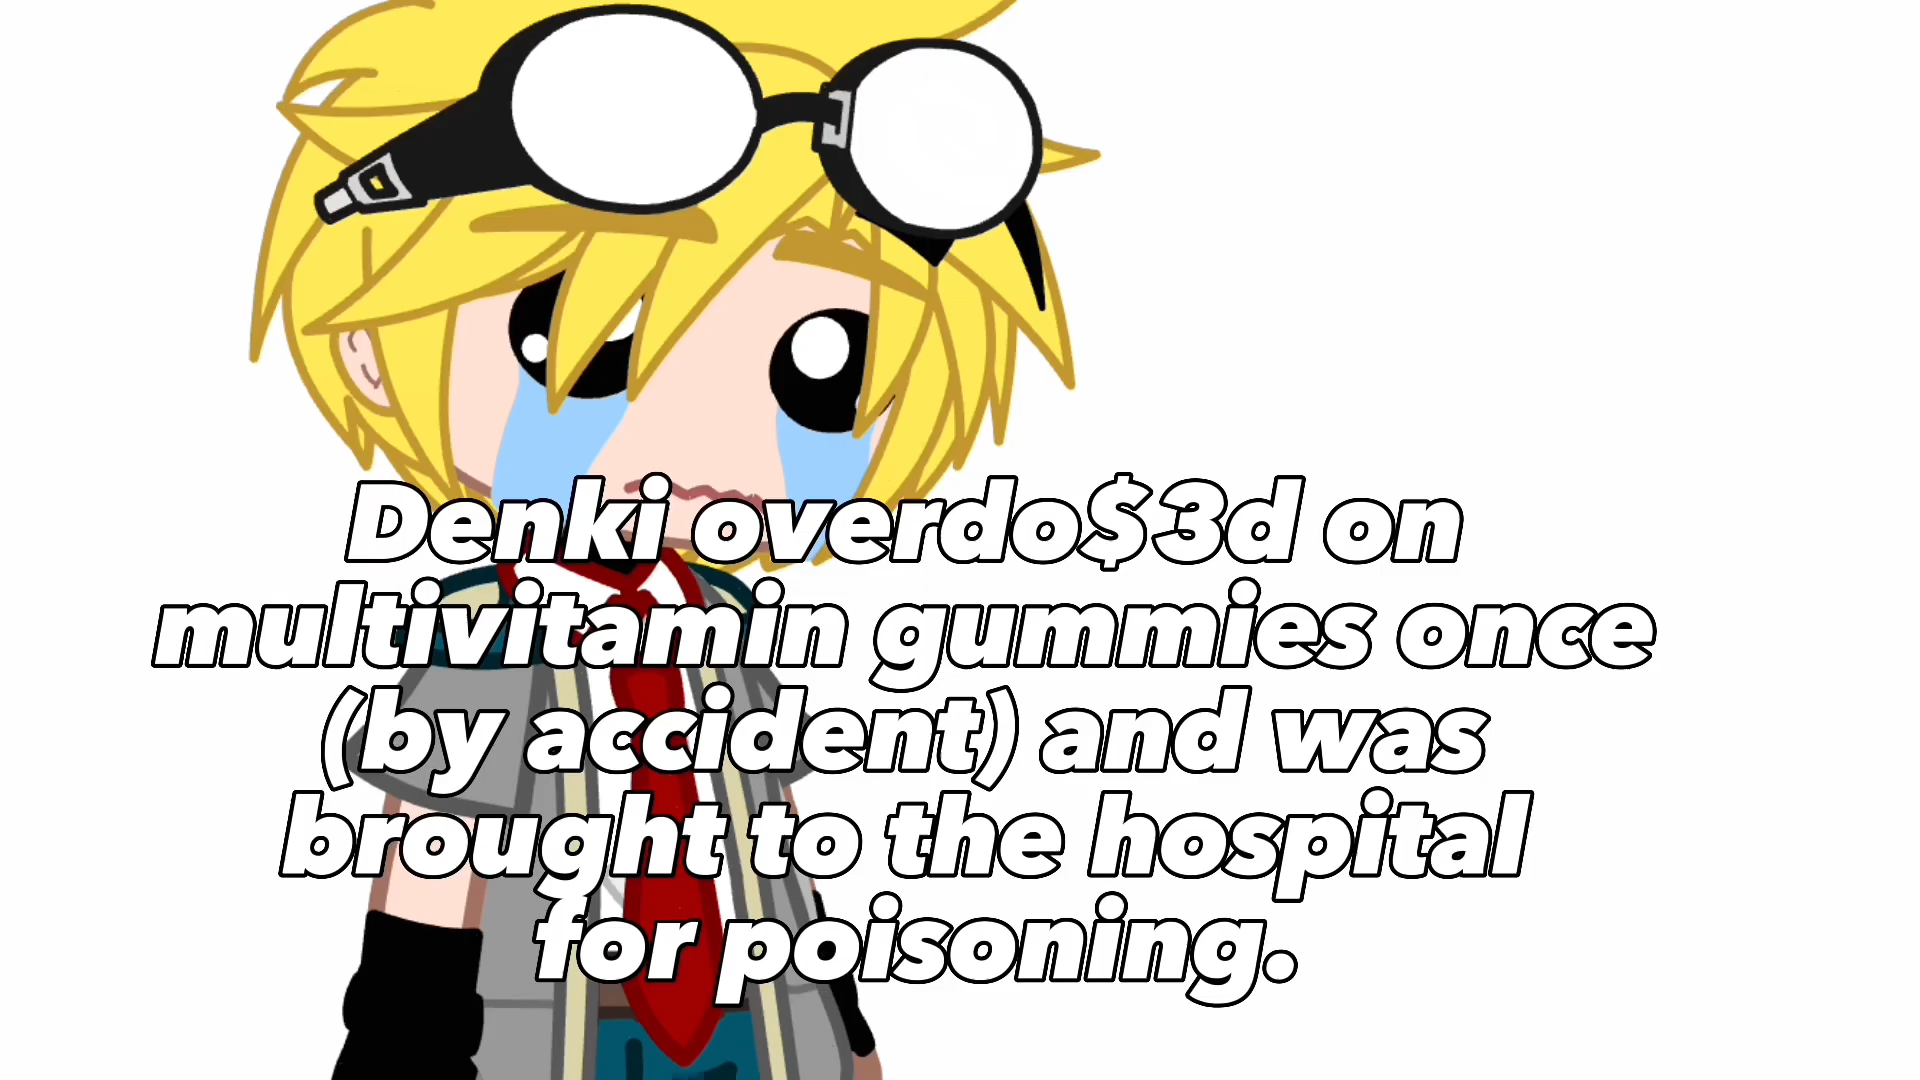 Denki overdo$3d on
multivitamin gummies once
(by accident) and was
brought to the hospital
for poisoning.